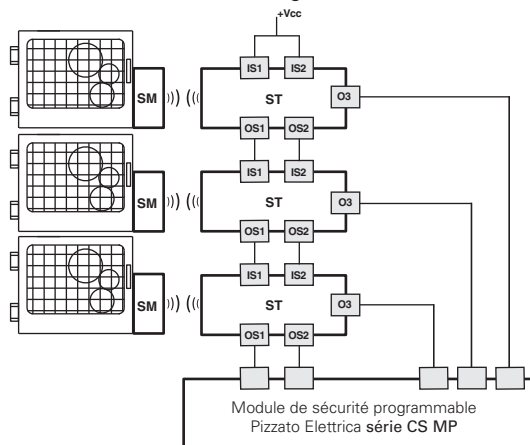 +Vcc
IS1 IS2
SM ST O3
OS1 OS2
IS1 IS2
SM ST O3
OS1 OS2
IS1 IS2
SM ST O3
OS1 OS2
Module de sécurité programmable
Pizzato Elettrica série CS MP